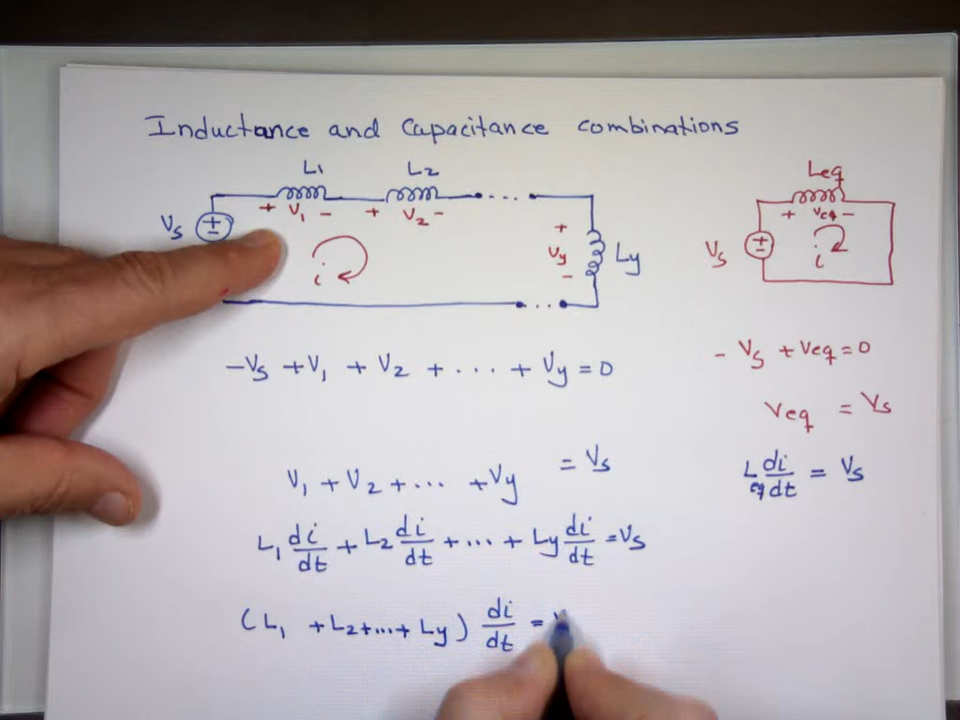 Inductance and Capacitance combinations
L1 L2 Leq
+ V1 - + V2 - ... + Veq -
Vs + - i + Vy - Ly Vs + - i
...
-Vs + V1 + V2 + ... + Vy = 0
- Vs + Veq = 0
Veq = Vs
V1 + V2 + ... + Vy = Vs
L eq di/dt = Vs
L1 di/dt + L2 di/dt + ... + Ly di/dt = Vs
(L1 + L2 + ... + Ly) di/dt =